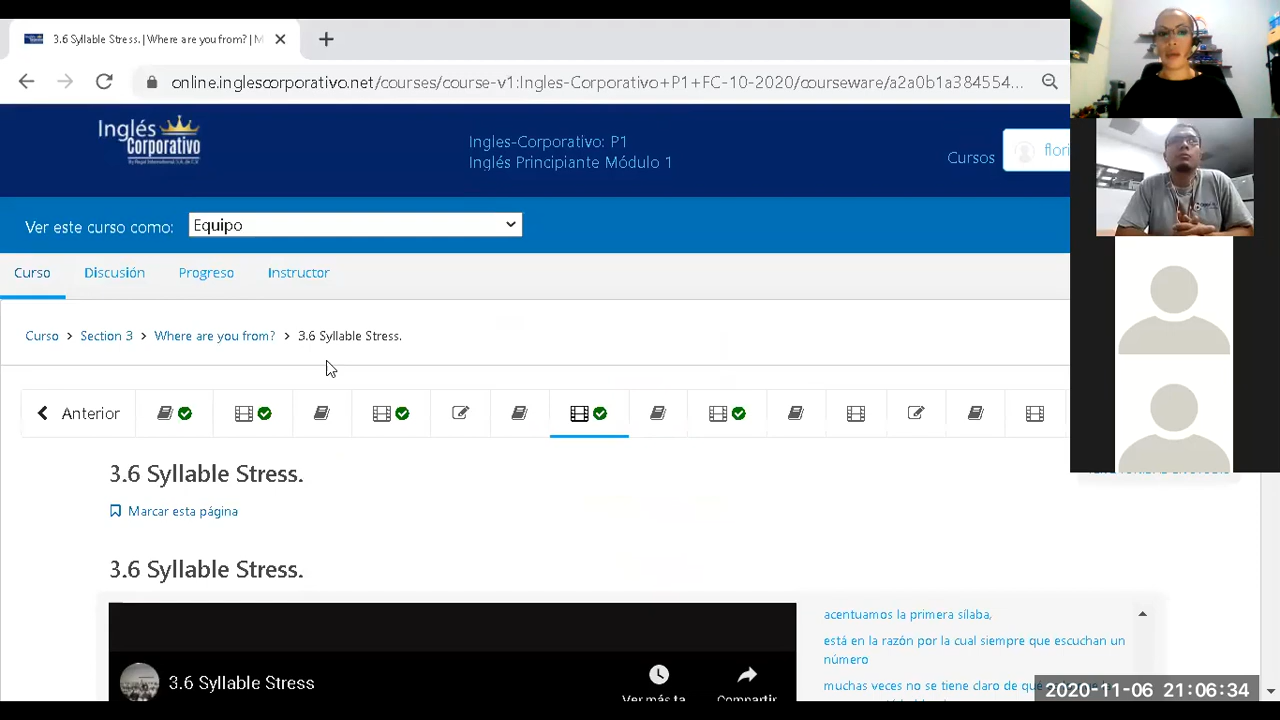 3.6 Syllable Stress. | Where are you from? | M
online.inglescorporativo.net/courses/course-v1:Ingles-Corporativo+P1+FC-10-2020/courseware/a2a0b1a384554...
Inglés
Corporativo
Ingles-Corporativo: P1
Inglés Principiante Módulo 1
Cursos
flori
Ver este curso como:
Equipo
Curso
Discusión
Progreso
Instructor
Curso > Section 3 > Where are you from? > 3.6 Syllable Stress.
Anterior
3.6 Syllable Stress.
Marcar esta página
3.6 Syllable Stress.
3.6 Syllable Stress
Ver más ta
Compartir
acentuamos la primera sílaba,
está en la razón por la cual siempre que escuchan un
número
muchas veces no se tiene claro de qu
2020-11-06 21:06:34